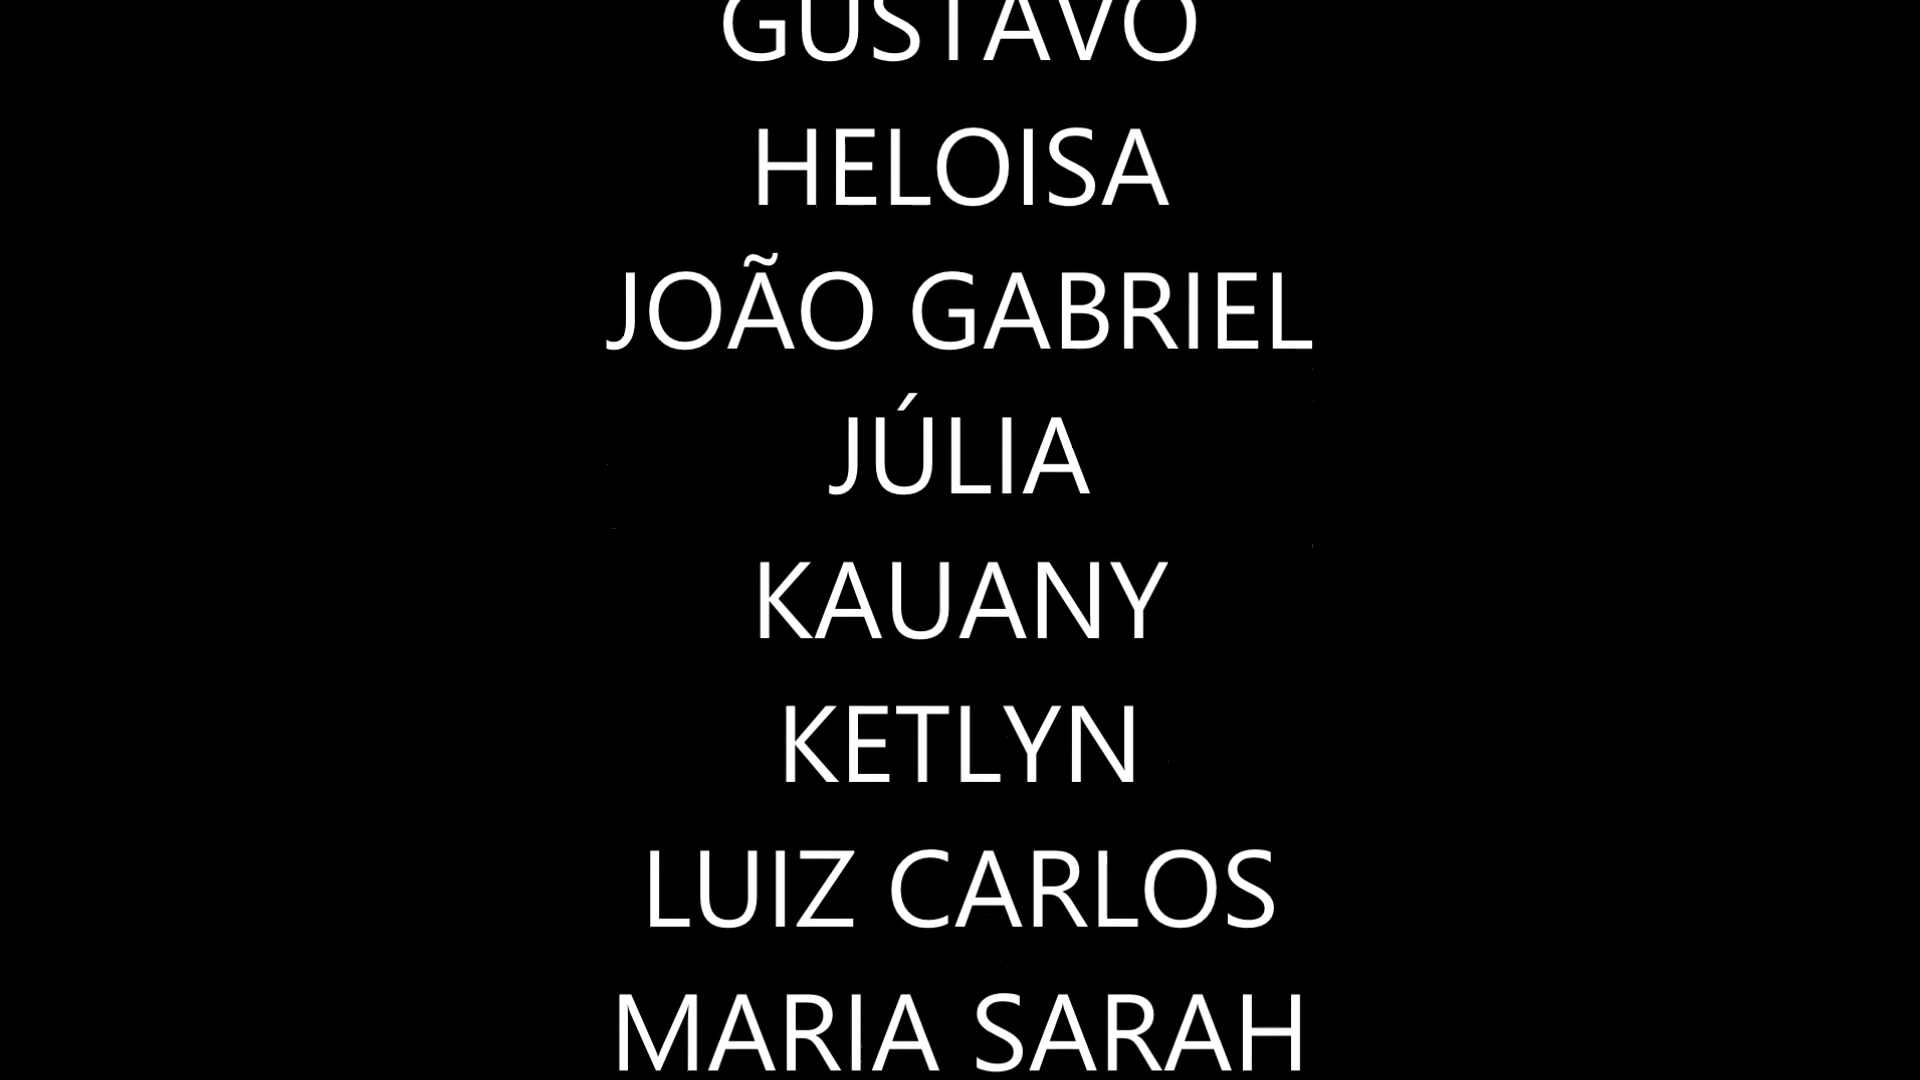 GUSTAVO
HELOISA
JOÃO GABRIEL
JÚLIA
KAUANY
KETLYN
LUIZ CARLOS
MARIA SARAH